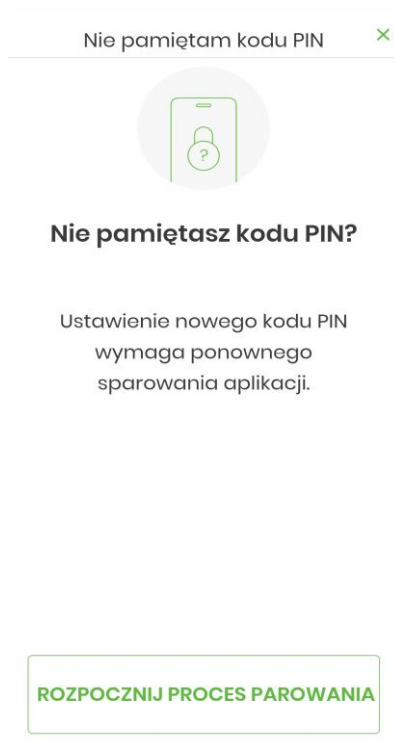 Nie pamiętam kodu PIN ×
?
Nie pamiętasz kodu PIN?
Ustawienie nowego kodu PIN
wymaga ponownego
sparowania aplikacji.
ROZPOCZNIJ PROCES PAROWANIA